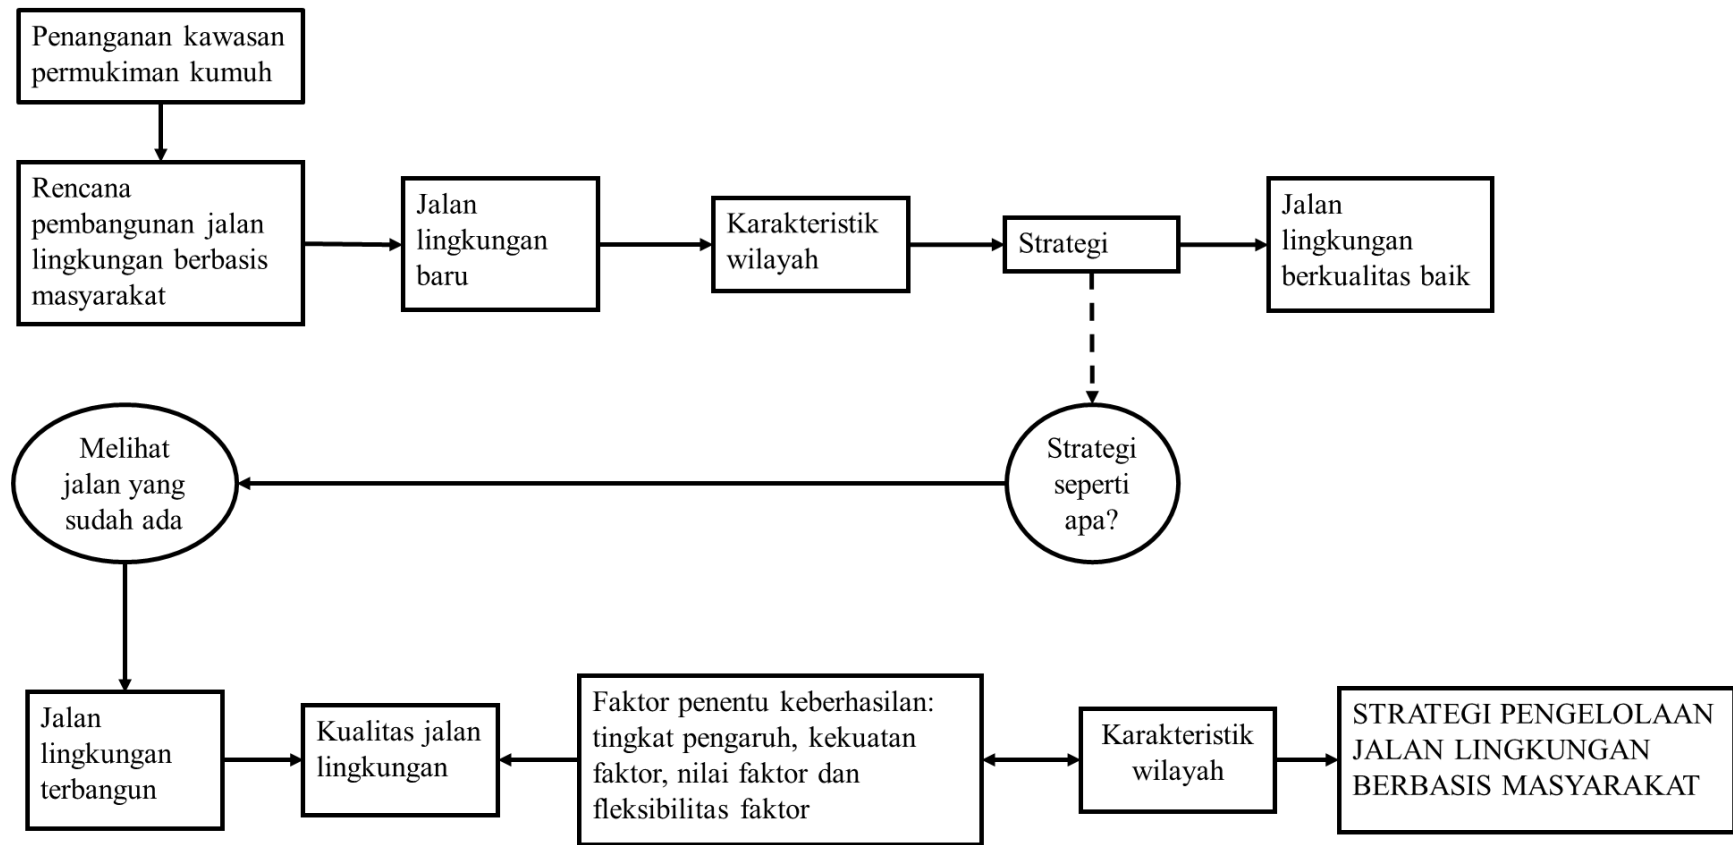 Penanganan kawasan
permukiman kumuh
Rencana
pembangunan jalan
lingkungan berbasis
masyarakat
Jalan
lingkungan
baru
Karakteristik
wilayah
Strategi
Jalan
lingkungan
berkualitas baik
Melihat
jalan yang
sudah ada
Strategi
seperti
apa?
Jalan
lingkungan
terbangun
Kualitas jalan
lingkungan
Faktor penentu keberhasilan:
tingkat pengaruh, kekuatan
faktor, nilai faktor dan
fleksibilitas faktor
Karakteristik
wilayah
STRATEGI PENGELOLAAN
JALAN LINGKUNGAN
BERBASIS MASYARAKAT